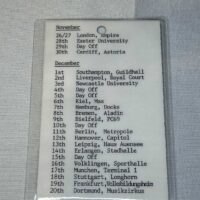 November
26/27 London, Empire
28th Exeter University
29th Day Off
30th Cardiff, Astoria
December
1st Southampton, Guildhall
2nd Liverpool, Royal Court
3rd Newcastle University
4th Day Off
5th Day Off
6th Kiel, Max
7th Hamburg, Docks
8th Bremen, Aladin
9th Bielefeld, PC69
10th Day Off
11th Berlin, Metropole
12th Hannover, Capitol
13th Leipzig, Haus Auensee
14th Erlangen, Stadhalle
15th Day Off
16th Volklingen, Sporthalle
17th Munchen, Terminal 1
18th Stuttgart, Longhorn
19th Frankfurt, Volksbildungsheim
20th Dortmund, Musikzirkus